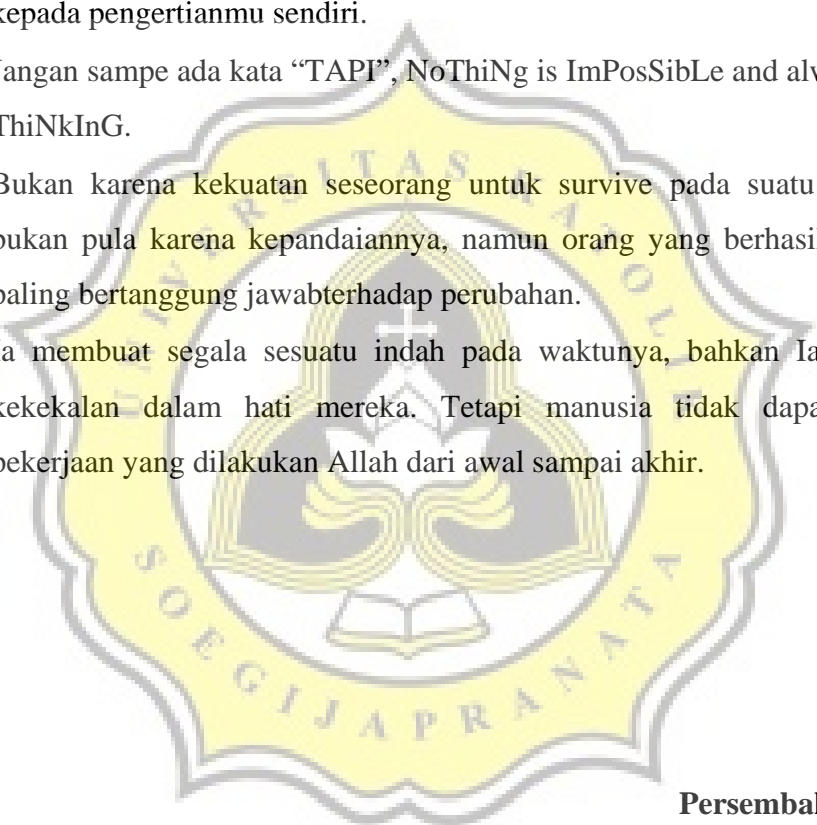 kepada pengertianmu sendiri.
Jangan sampe ada kata “TAPI”, NoThiNg is ImPosSibLe and alw
ThiNkInG.
Bukan karena kekuatan seseorang untuk survive pada suatu
bukan pula karena kepandaiannya, namun orang yang berhasil
paling bertanggung jawabterhadap perubahan.
Ia membuat segala sesuatu indah pada waktunya, bahkan Ia
kekekalan dalam hati mereka. Tetapi manusia tidak dapa
pekerjaan yang dilakukan Allah dari awal sampai akhir.
UNIVERSITAS KATOLIK
SOEGIJAPRANATA
Persembah